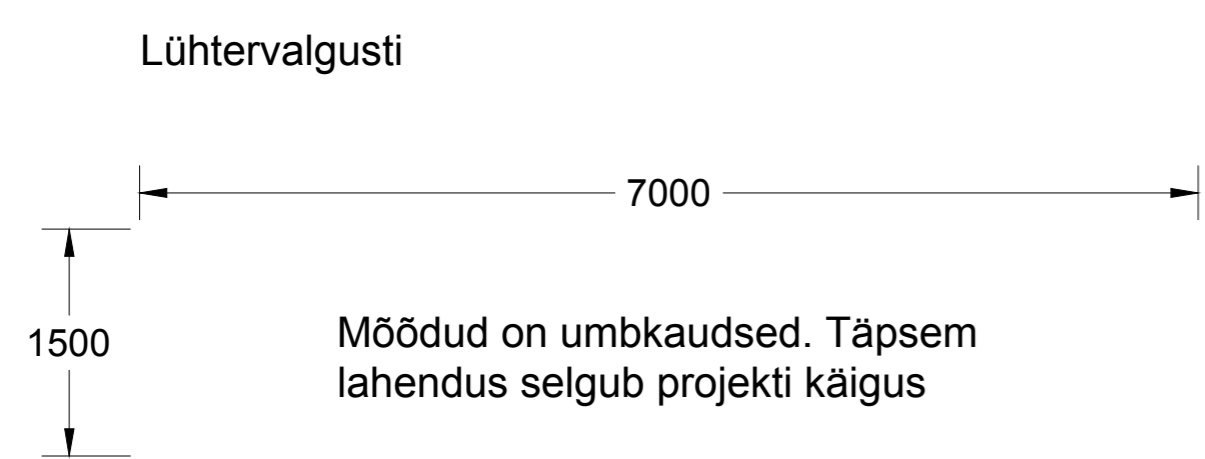 Lühtervalgusti
7000
1500
Mõõdud on umbkaudsed. Täpsem
lahendus selgub projekti käigus